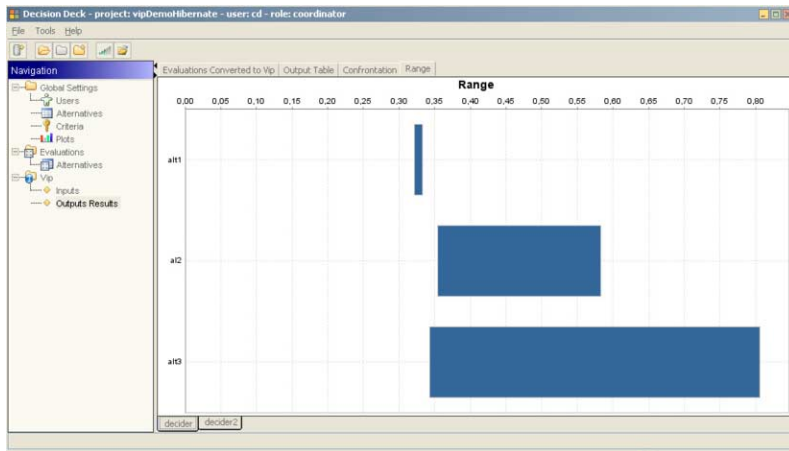 Decision Deck - project: vipDemoHibernate - user: cd - role: coordinator
File Tools Help
Navigation
Global Settings
Users
Alternatives
Criteria
Plots
Evaluations
Alternatives
Vip
Inputs
Outputs Results
Evaluations Converted to Vip Output Table Confrontation Range
Range
0,00 0,05 0,10 0,15 0,20 0,25 0,30 0,35 0,40 0,45 0,50 0,55 0,60 0,65 0,70 0,75 0,80
alt1
al2
alt3
decider decider2